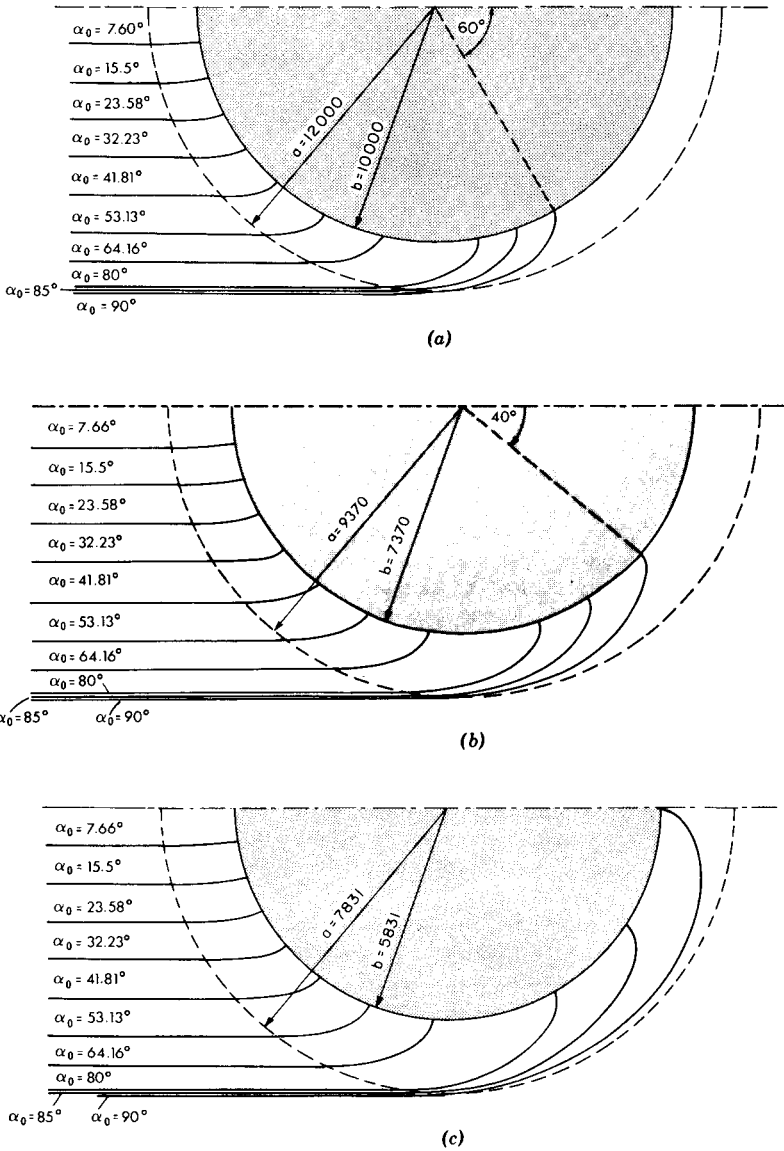 60°
α₀ = 7.60°
α₀ = 15.5°
α₀ = 23.58°
α₀ = 32.23°
α₀ = 41.81°
α₀ = 53.13°
α₀ = 64.16°
α₀ = 80°
α₀ = 85°
α₀ = 90°
a = 12000
b = 10000
(a)
40°
α₀ = 7.66°
α₀ = 15.5°
α₀ = 23.58°
α₀ = 32.23°
α₀ = 41.81°
α₀ = 53.13°
α₀ = 64.16°
α₀ = 80°
α₀ = 85°
α₀ = 90°
a = 9370
b = 7370
(b)
α₀ = 7.66°
α₀ = 15.5°
α₀ = 23.58°
α₀ = 32.23°
α₀ = 41.81°
α₀ = 53.13°
α₀ = 64.16°
α₀ = 80°
α₀ = 85°
α₀ = 90°
a = 7831
b = 5831
(c)